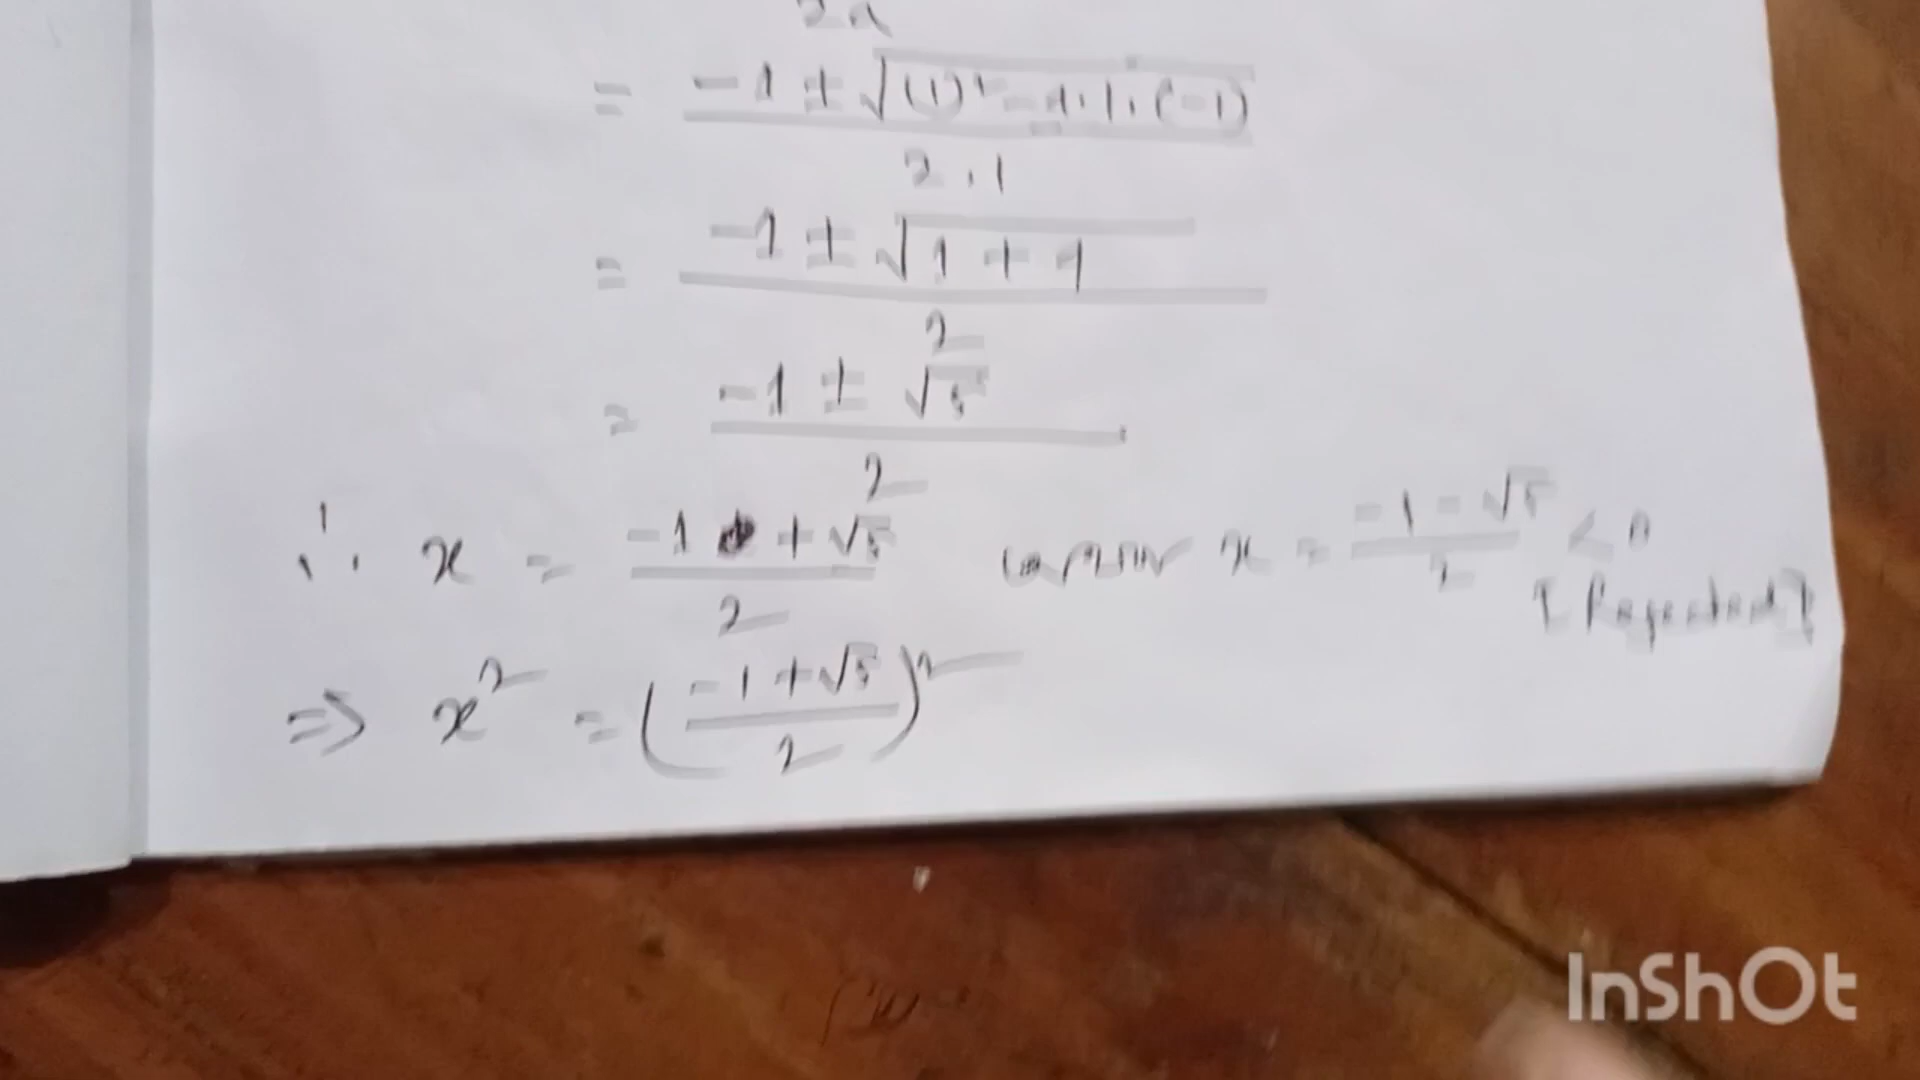 2a
= -1 ± √(1)² - 4.1.(-1) / 2.1
= -1 ± √1 + 4 / 2
= -1 ± √5 / 2
∴ x = -1 + √5 / 2 x = -1 - √5 / 2 < 0
[Rejected]
⇒ x² = (-1 + √5 / 2)²
InShOt